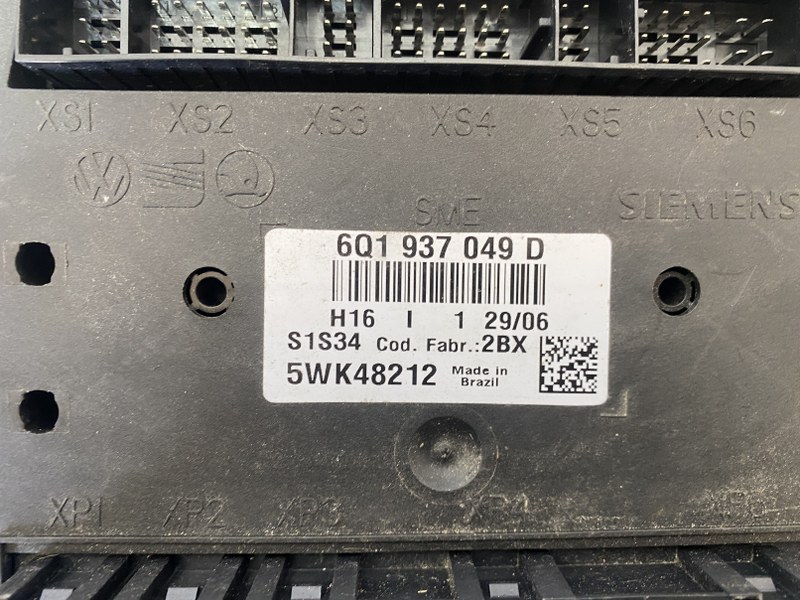 XS1 XS2 XS3 XS4 XS5 XS6
SME SIEMENS
6Q1 937 049 D
H16 I 1 29/06
S1S34 Cod. Fabr.:2BX
5WK48212 Made in
Brazil
XP1 XP2 XP3